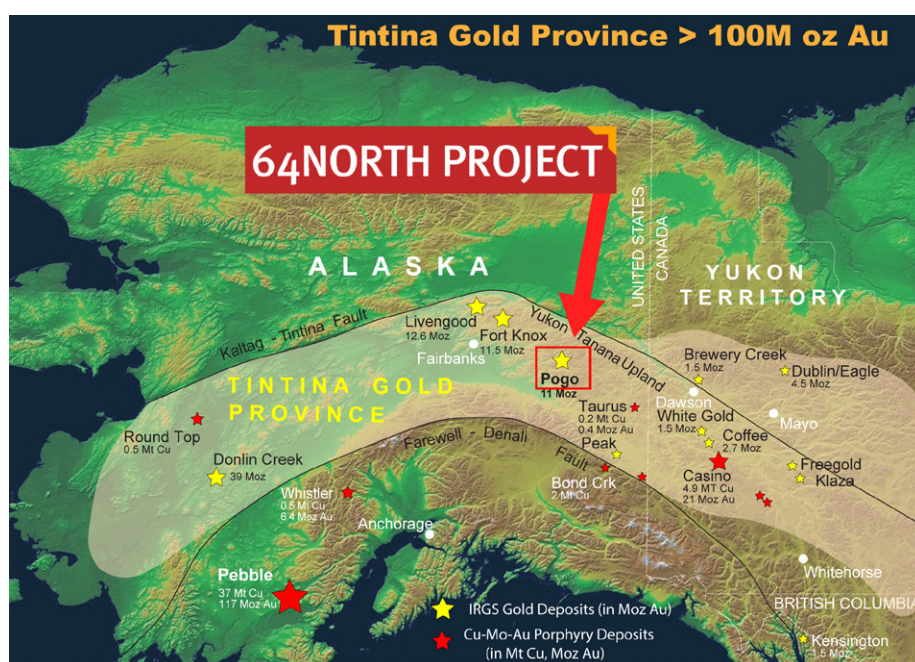 Tintina Gold Province > 100M oz Au
64NORTH PROJECT
UNITED STATES
CANADA
ALASKA
YUKON
TERRITORY
Kaltag - Tintina Fault
Livengood
12.6 Moz
Fort Knox
11.5 Moz
Fairbanks
Yukon Tanana Upland
Pogo
11 Moz
Brewery Creek
1.5 Moz
Dublin/Eagle
4.5 Moz
Dawson
Mayo
TINTINA GOLD
PROVINCE
Taurus
0.2 Mt Cu
0.4 Moz Au
White Gold
1.5 Moz
Coffee
2.7 Moz
Round Top
0.5 Mt Cu
Farewell - Denali
Fault
Peak
Donlin Creek
39 Moz
Bond Crk
2 Mt Cu
Casino
4.9 MT Cu
21 Moz Au
Freegold
Klaza
Whistler
0.5 Mt Cu
6.4 Moz Au
Anchorage
Whitehorse
Pebble
37 Mt Cu
117 Moz Au
IRGS Gold Deposits (in Moz Au)
Cu-Mo-Au Porphyry Deposits
(in Mt Cu, Moz Au)
BRITISH COLUMBIA
Kensington
1.5 Moz